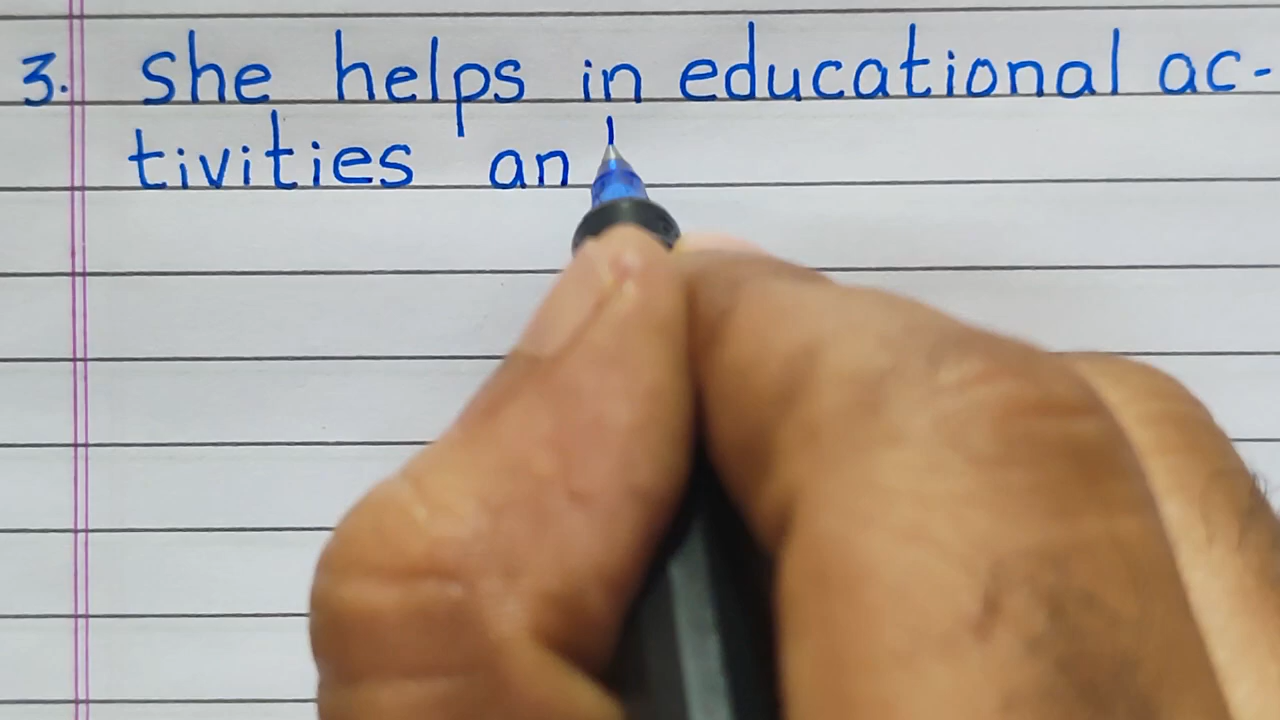 3. She helps in educational ac-
tivities an